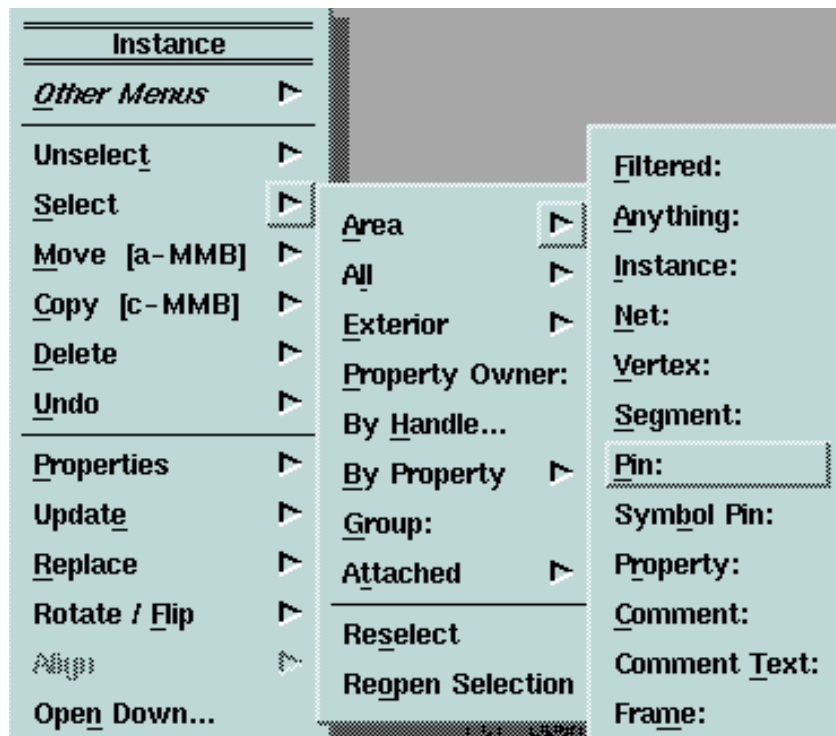 Instance
Other Menus
Unselect
Select
Move [a-MMB]
Copy [c-MMB]
Delete
Undo
Properties
Update
Replace
Rotate / Flip
Align
Open Down...
Area
All
Exterior
Property Owner:
By Handle...
By Property
Group:
Attached
Reselect
Reopen Selection
Filtered:
Anything:
Instance:
Net:
Vertex:
Segment:
Pin:
Symbol Pin:
Property:
Comment:
Comment Text:
Frame: